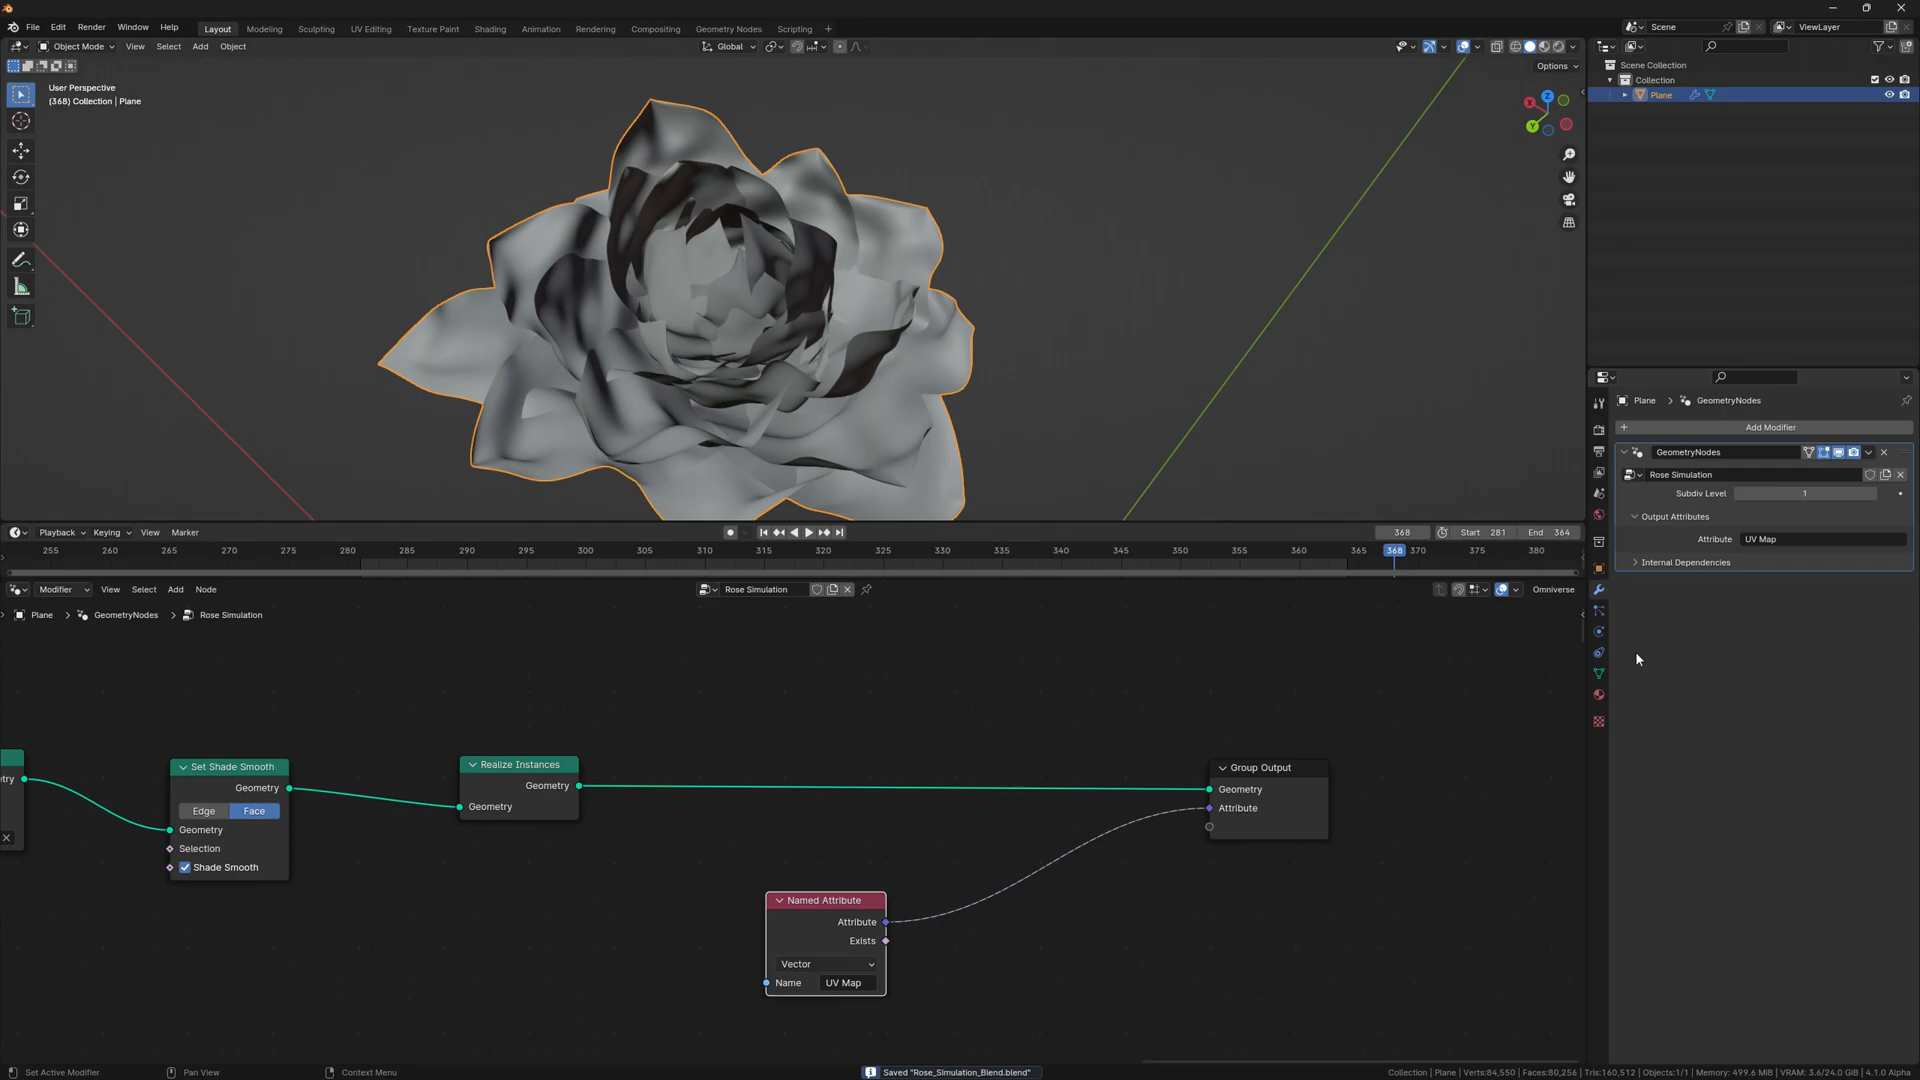 File Edit Render Window Help Layout Modeling Sculpting UV Editing Texture Paint Shading Animation Rendering Compositing Geometry Nodes Scripting + Scene ViewLayer
Object Mode View Select Add Object Global
Options
User Perspective
(368) Collection | Plane
Z
X
Y
Scene Collection
Collection
Plane
Plane > GeometryNodes
+ Add Modifier
GeometryNodes
Rose Simulation
Subdiv Level 1
Output Attributes
Attribute UV Map
Internal Dependencies
Playback Keying View Marker 368 Start 281 End 364
255 260 265 270 275 280 285 290 295 300 305 310 315 320 325 330 335 340 345 350 355 360 365 368 370 375 380
Modifier View Select Add Node Rose Simulation Omniverse
Plane > GeometryNodes > Rose Simulation
etry
Set Shade Smooth
Geometry
Edge Face
Geometry
Selection
Shade Smooth
Realize Instances
Geometry
Geometry
Group Output
Geometry
Attribute
Named Attribute
Attribute
Exists
Vector
Name UV Map
Set Active Modifier Pan View Context Menu Saved "Rose_Simulation_Blend.blend" Collection | Plane | Verts:84,550 | Faces:80,256 | Tris:160,512 | Objects:1/1 | Memory: 499.6 MiB | VRAM: 3.6/24.0 GiB | 4.1.0 Alpha